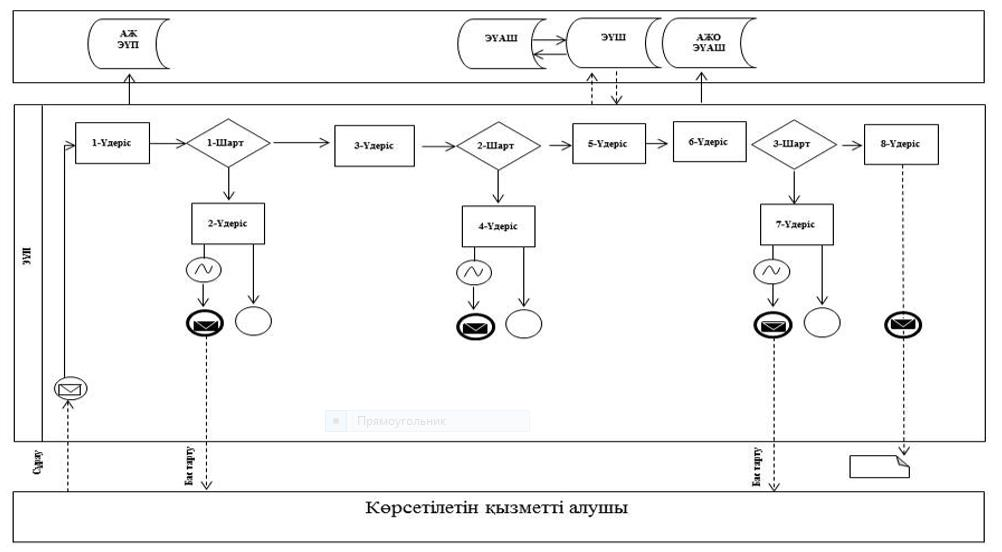 АЖ
ЭҮП
ЭҮАШ
ЭҮШ
АЖО
ЭҮАШ
1-Үдеріс
1-Шарт
3-Үдеріс
2-Шарт
5-Үдеріс
6-Үдеріс
3-Шарт
8-Үдеріс
2-Үдеріс
4-Үдеріс
7-Үдеріс
ЭҮП
Прямоугольник
Сұрау
Бас тарту
Бас тарту
Көрсетілетін қызметті алушы